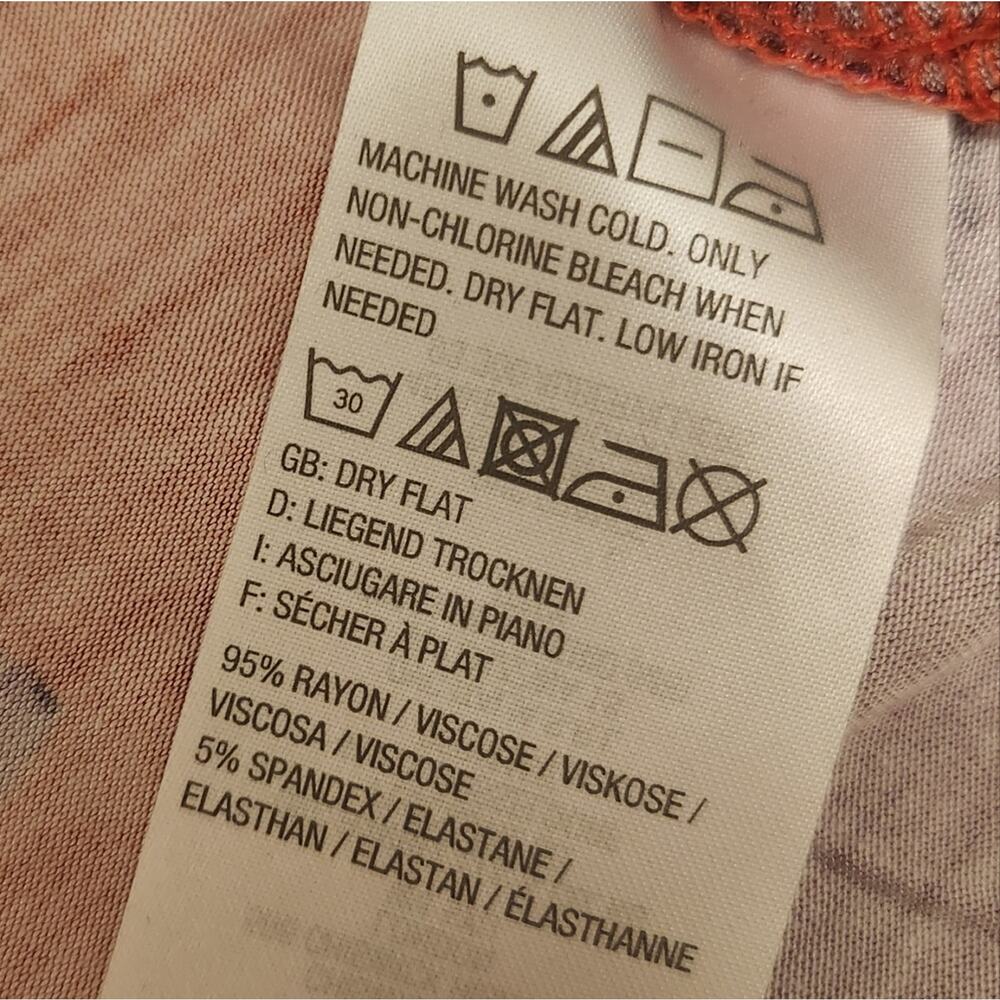 MACHINE WASH COLD. ONLY
NON-CHLORINE BLEACH WHEN
NEEDED. DRY FLAT. LOW IRON IF
NEEDED
30
GB: DRY FLAT
D: LIEGEND TROCKNEN
I: ASCIUGARE IN PIANO
F: SÉCHER À PLAT
95% RAYON / VISCOSE / VISKOSE /
VISCOSA / VISCOSE
5% SPANDEX / ELASTANE /
ELASTHAN / ELASTAN / ÉLASTHANNE